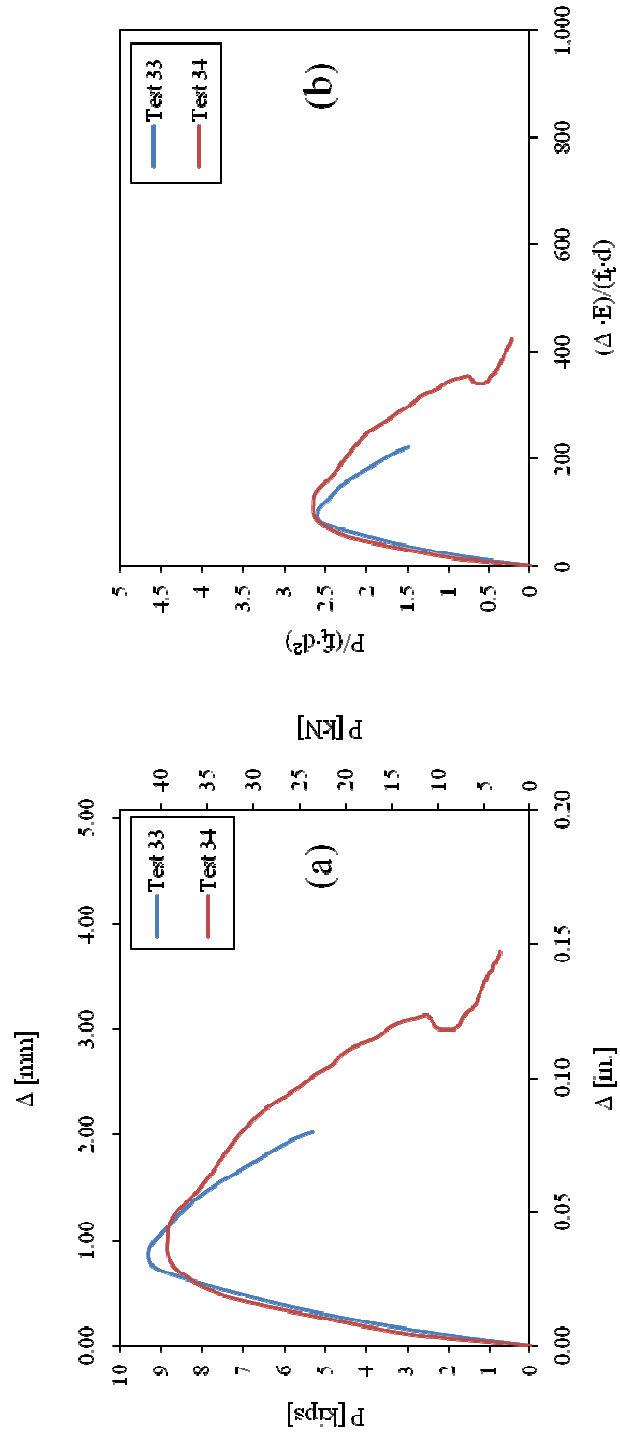 Δ [mm]
0.00 1.00 2.00 3.00 4.00 5.00
P [kips]
10
9
8
7
6
5
4
3
2
1
0
Test 33
Test 34
(a)
40
35
30
25
20
15
10
5
0
P [kN]
0.00 0.05 0.10 0.15 0.20
Δ [in.]
P/(fₜ·d²)
5
4.5
4
3.5
3
2.5
2
1.5
1
0.5
0
Test 33
Test 34
(b)
0 200 400 600 800 1,000
(Δ·E)/(fₜ·d)